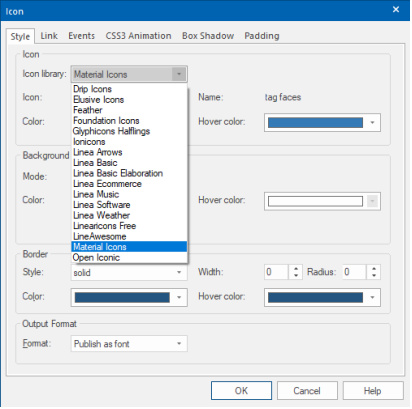 Icon
Style Link Events CSS3 Animation Box Shadow Padding
Icon
Icon library: Material Icons
Drip Icons
Elusive Icons
Icon: Name: tag faces
Feather
Foundation Icons
Color: Hover color:
Glyphicons Halflings
Ionicons
Linea Arrows
Background
Linea Basic
Linea Basic Elaboration
Mode:
Linea Ecommerce
Linea Music
Color: Hover color:
Linea Software
Linea Weather
Linearicons Free
LineAwesome
Material Icons
Border
Open Iconic
Style: solid Width: 0 Radius: 0
Color: Hover color:
Output Format
Format: Publish as font
OK Cancel Help